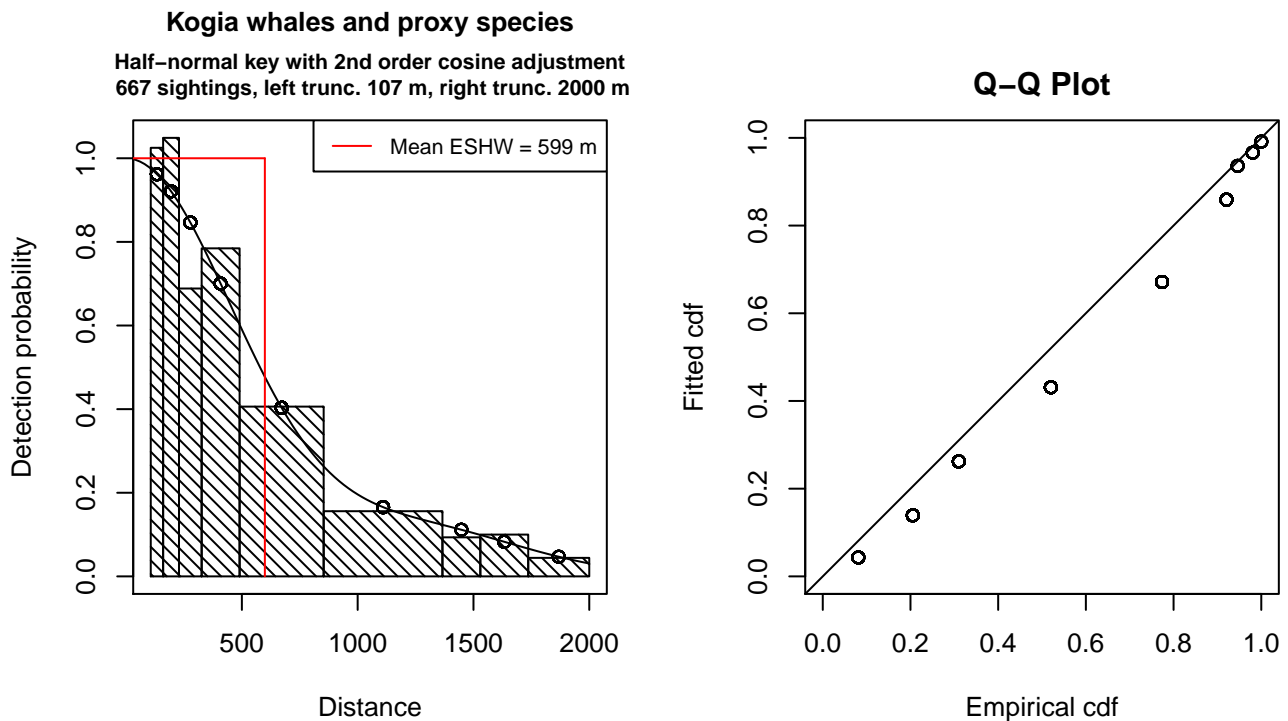 Kogia whales and proxy species
Half−normal key with 2nd order cosine adjustment
667 sightings, left trunc. 107 m, right trunc. 2000 m
Mean ESHW = 599 m
Detection probability
0.0
0.2
0.4
0.6
0.8
1.0
500
1000
1500
2000
Distance
Q−Q Plot
Fitted cdf
0.0
0.2
0.4
0.6
0.8
1.0
0.0
0.2
0.4
0.6
0.8
1.0
Empirical cdf